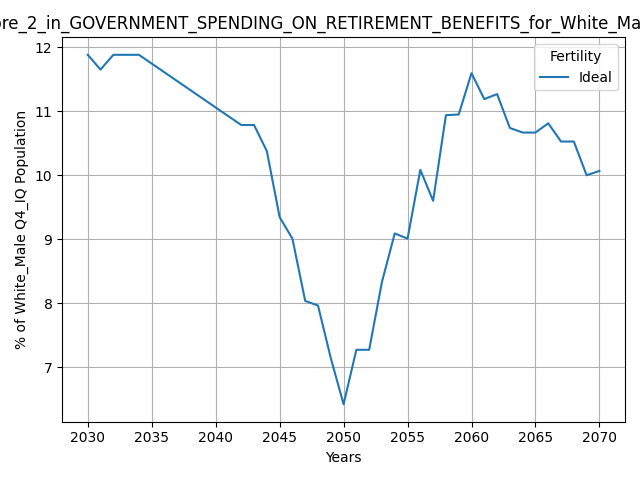 ore_2_in_GOVERNMENT_SPENDING_ON_RETIREMENT_BENEFITS_for_White_Ma
Fertility
Ideal
12
11
10
9
8
7
% of White_Male Q4_IQ Population
2030 2035 2040 2045 2050 2055 2060 2065 2070
Years